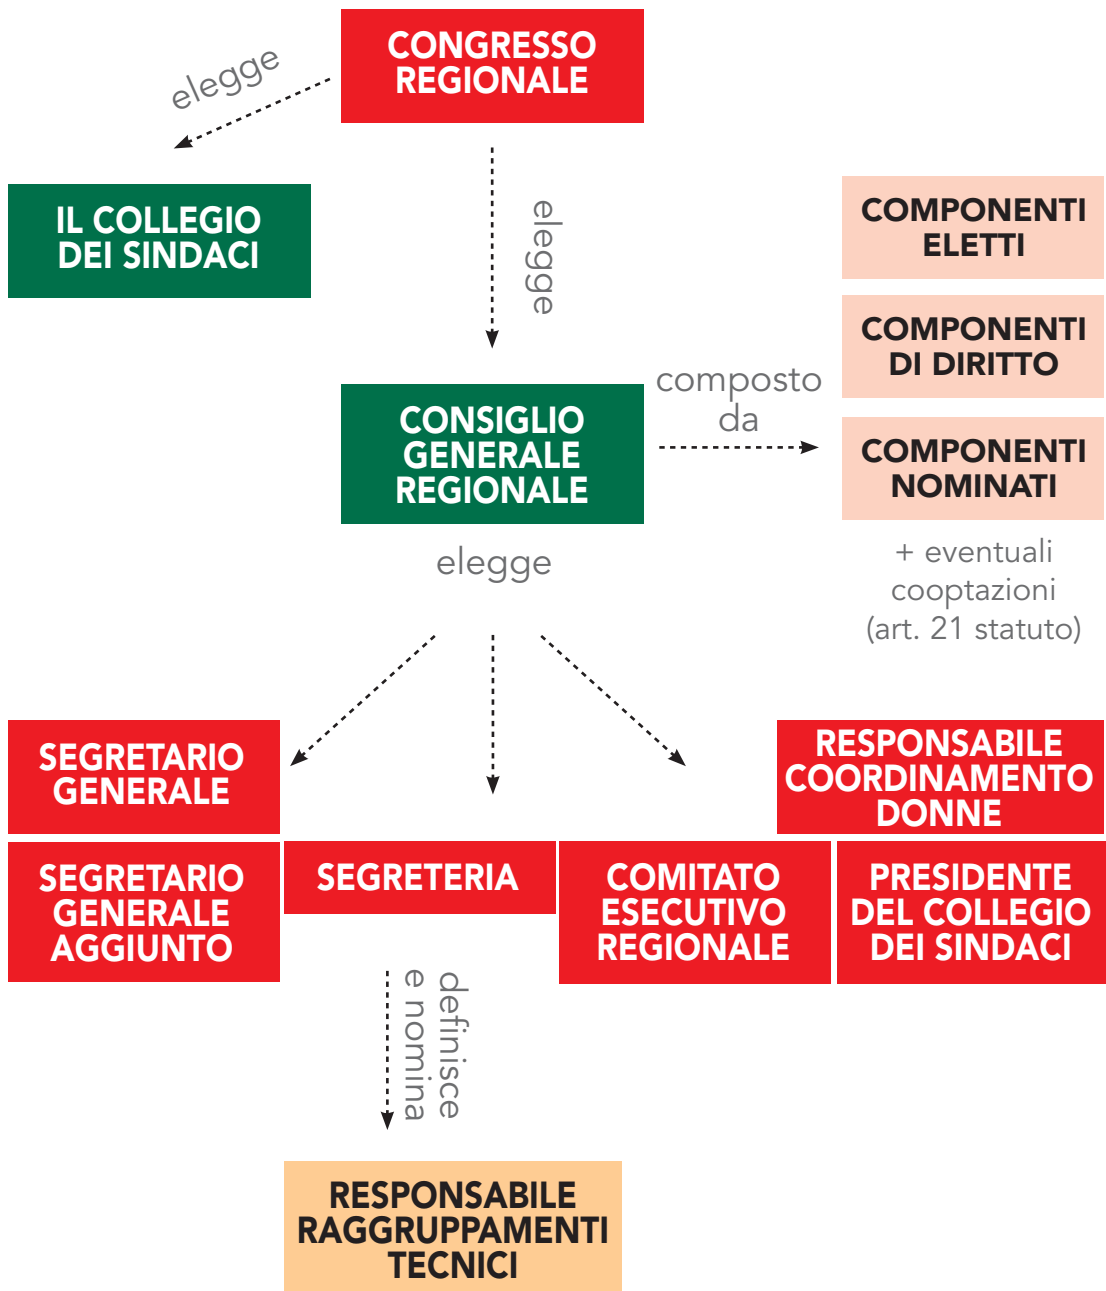 CONGRESSO
REGIONALE
elegge
IL COLLEGIO
DEI SINDACI
elegge
COMPONENTI
ELETTI
COMPONENTI
DI DIRITTO
composto
da
CONSIGLIO
GENERALE
REGIONALE
COMPONENTI
NOMINATI
+ eventuali
cooptazioni
(art. 21 statuto)
elegge
SEGRETARIO
GENERALE
RESPONSABILE
COORDINAMENTO
DONNE
SEGRETARIO
GENERALE
AGGIUNTO
SEGRETERIA
COMITATO
ESECUTIVO
REGIONALE
PRESIDENTE
DEL COLLEGIO
DEI SINDACI
definisce
e nomina
RESPONSABILE
RAGGRUPPAMENTI
TECNICI